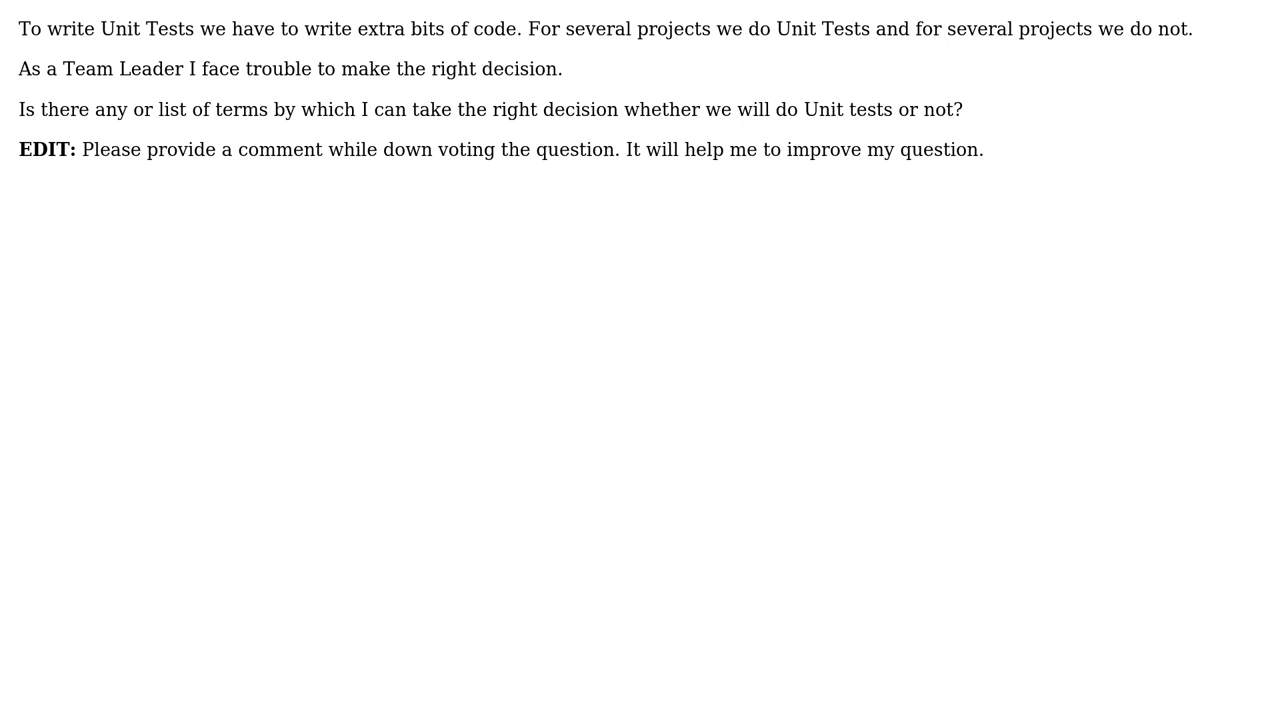 To write Unit Tests we have to write extra bits of code. For several projects we do Unit Tests and for several projects we do not.
As a Team Leader I face trouble to make the right decision.
Is there any or list of terms by which I can take the right decision whether we will do Unit tests or not?
EDIT: Please provide a comment while down voting the question. It will help me to improve my question.